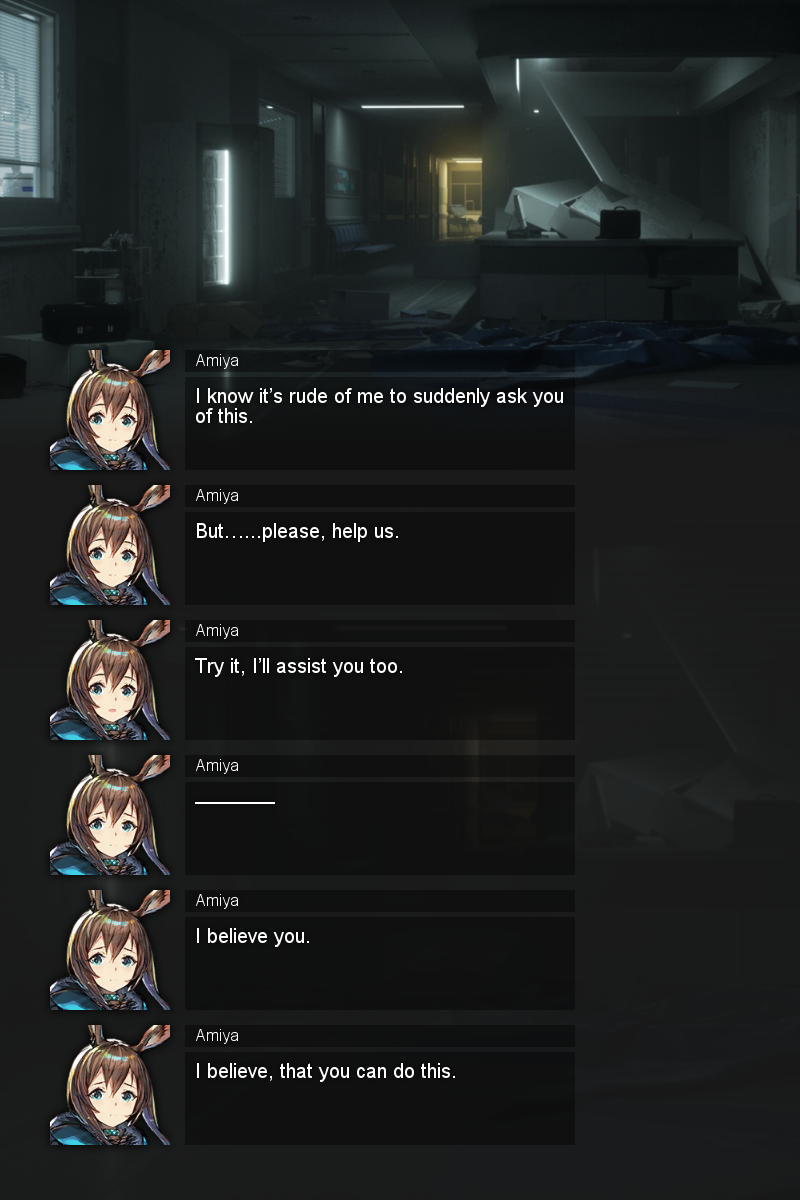 Amiya
I know it’s rude of me to suddenly ask you
of this.
Amiya
But……please, help us.
Amiya
Try it, I’ll assist you too.
Amiya
————
Amiya
I believe you.
Amiya
I believe, that you can do this.